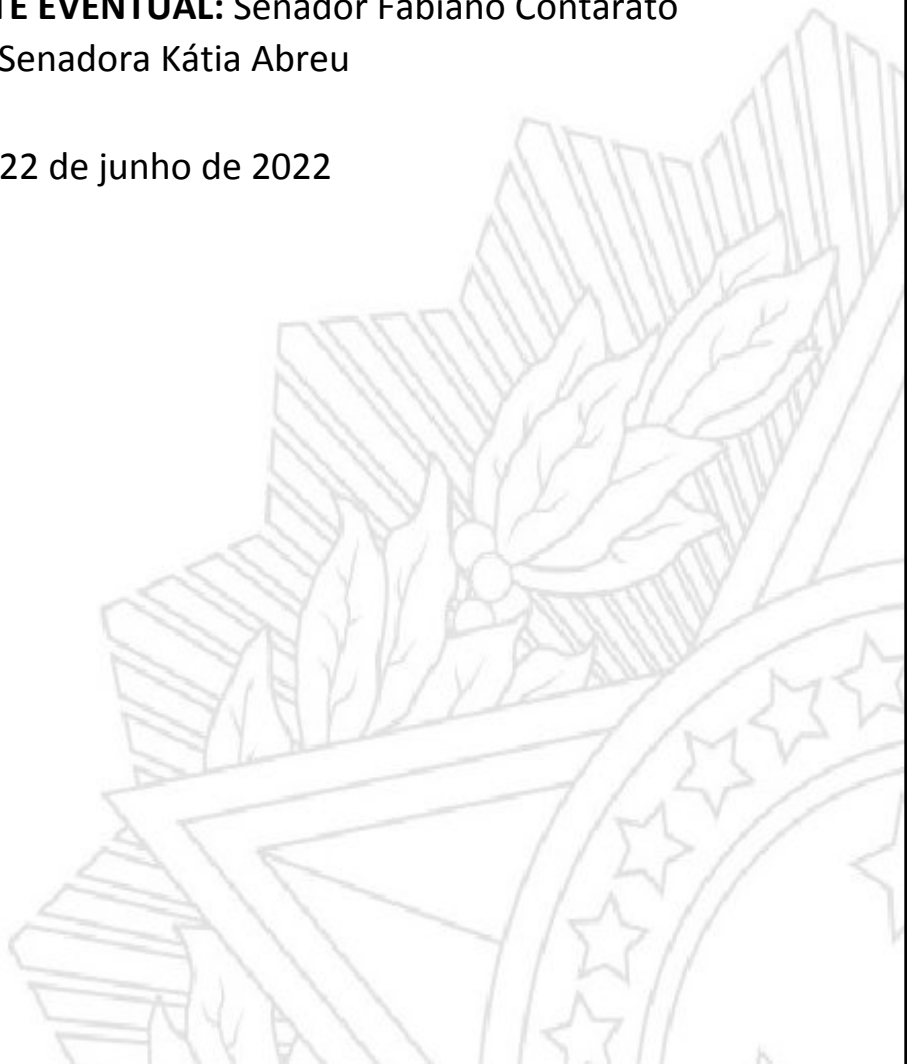 TE EVENTUAL: Senador Fabiano Contarato
Senadora Kátia Abreu
22 de junho de 2022